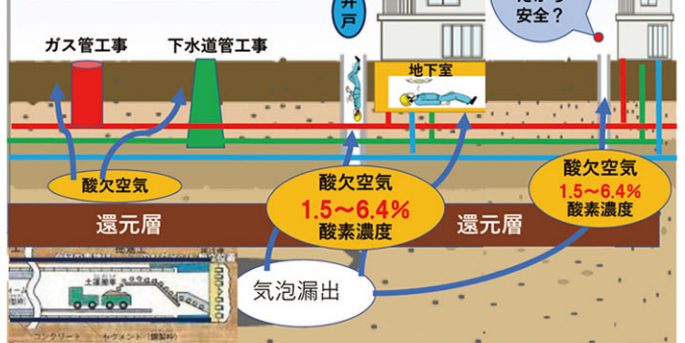 井
戸
安全？
ガス管工事
下水道管工事
地下室
酸欠空気
酸欠空気
1.5～6.4%
酸素濃度
酸欠空気
1.5～6.4%
酸素濃度
還元層
還元層
気泡漏出
土運搬車
コンクリート
セグメント（鋼製枠）